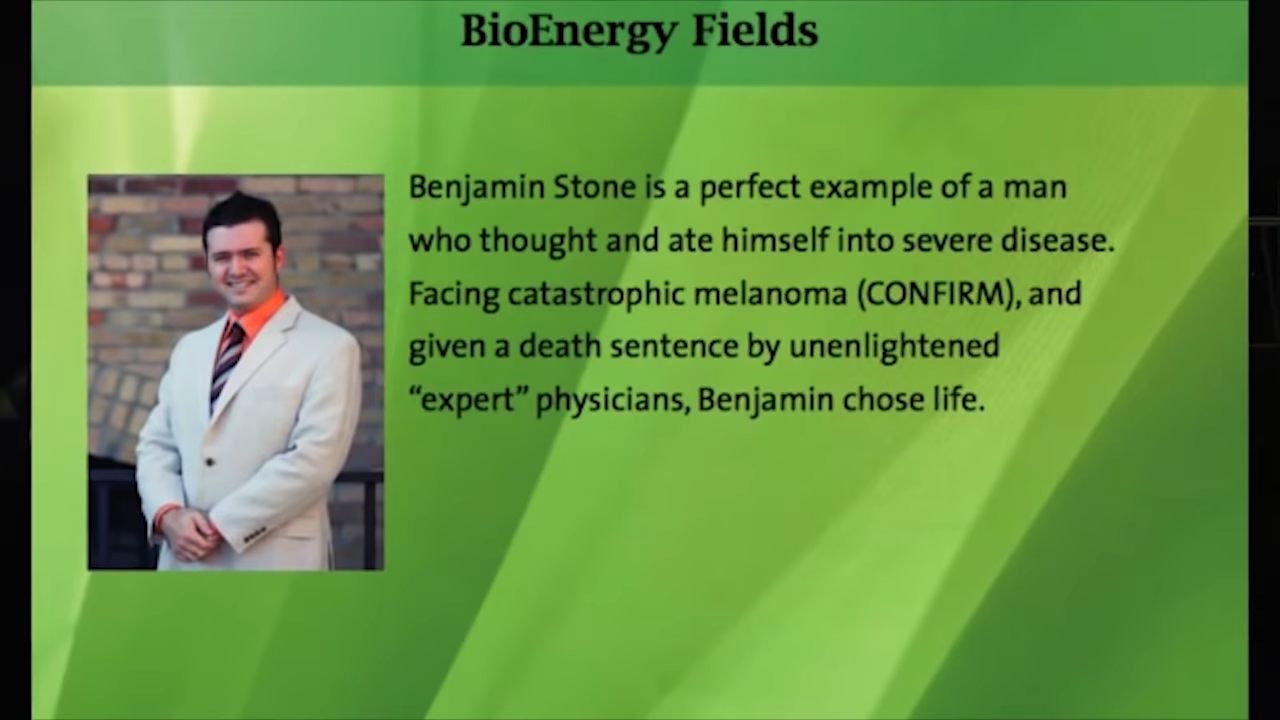 BioEnergy Fields
Benjamin Stone is a perfect example of a man
who thought and ate himself into severe disease.
Facing catastrophic melanoma (CONFIRM), and
given a death sentence by unenlightened
“expert” physicians, Benjamin chose life.